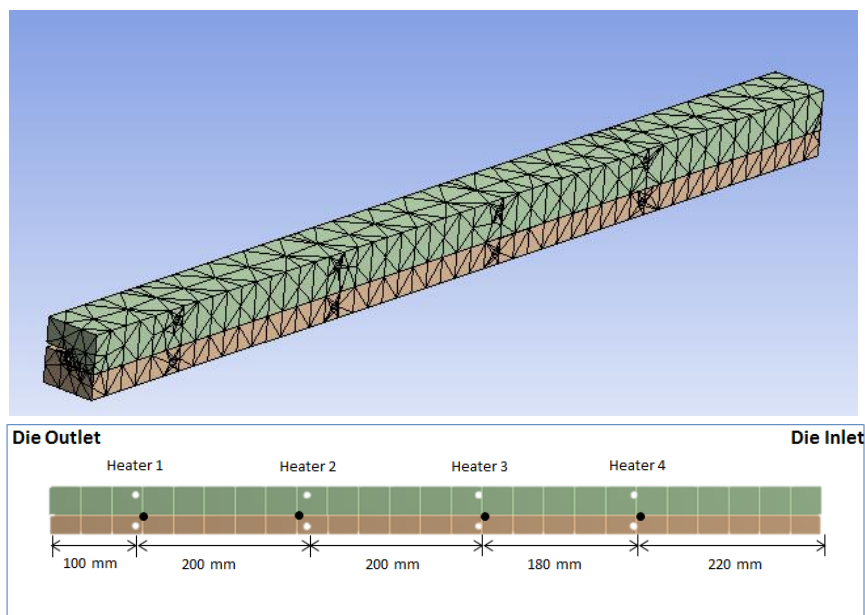 Die Outlet Die Inlet
Heater 1 Heater 2 Heater 3 Heater 4
100 mm 200 mm 200 mm 180 mm 220 mm